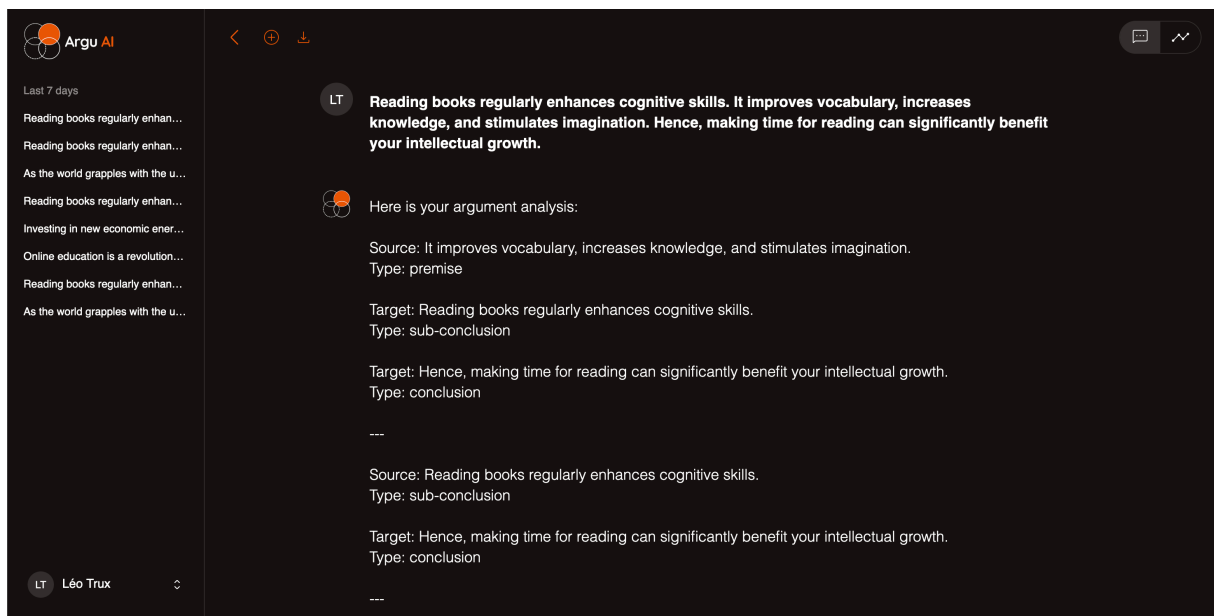 Argu AI
Last 7 days
Reading books regularly enhan...
Reading books regularly enhan...
As the world grapples with the u...
Reading books regularly enhan...
Investing in new economic ener...
Online education is a revolution...
Reading books regularly enhan...
As the world grapples with the u...
LT Léo Trux
LT
Reading books regularly enhances cognitive skills. It improves vocabulary, increases
knowledge, and stimulates imagination. Hence, making time for reading can significantly benefit
your intellectual growth.
Here is your argument analysis:
Source: It improves vocabulary, increases knowledge, and stimulates imagination.
Type: premise
Target: Reading books regularly enhances cognitive skills.
Type: sub-conclusion
Target: Hence, making time for reading can significantly benefit your intellectual growth.
Type: conclusion
---
Source: Reading books regularly enhances cognitive skills.
Type: sub-conclusion
Target: Hence, making time for reading can significantly benefit your intellectual growth.
Type: conclusion
---